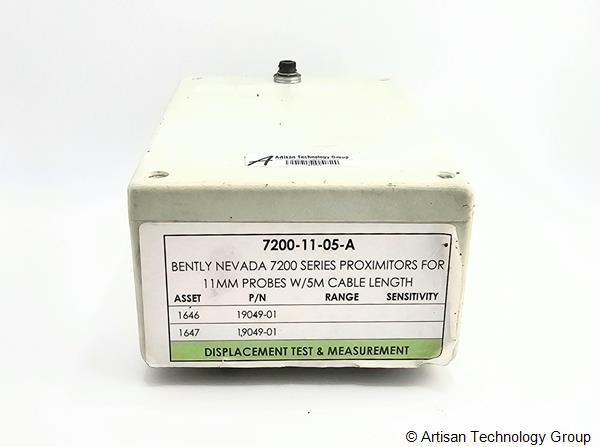 Artisan Technology Group
7200-11-05-A
BENTLY NEVADA 7200 SERIES PROXIMITORS FOR
11MM PROBES W/5M CABLE LENGTH
ASSET P/N RANGE SENSITIVITY
1646 19049-01
1647 19049-01
DISPLACEMENT TEST & MEASUREMENT
© Artisan Technology Group